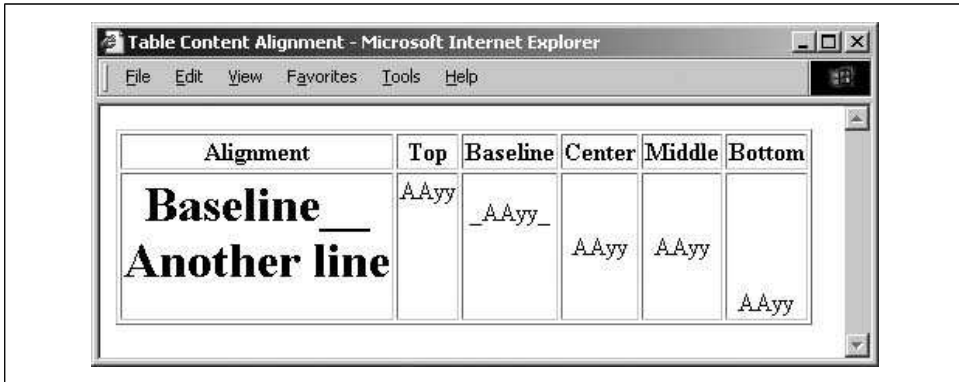 Table Content Alignment - Microsoft Internet Explorer
File Edit View Favorites Tools Help
Alignment Top Baseline Center Middle Bottom
Baseline__ AAyy _AAyy_ AAyy AAyy AAyy
Another line